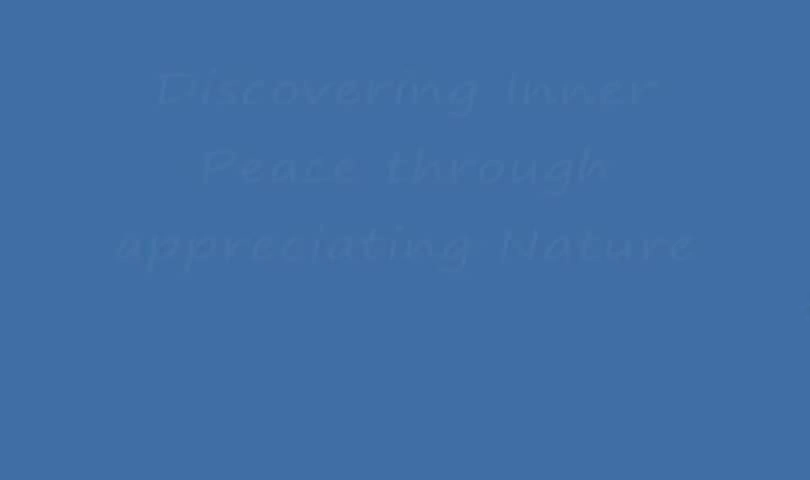 Discovering Inner
Peace through
appreciating Nature